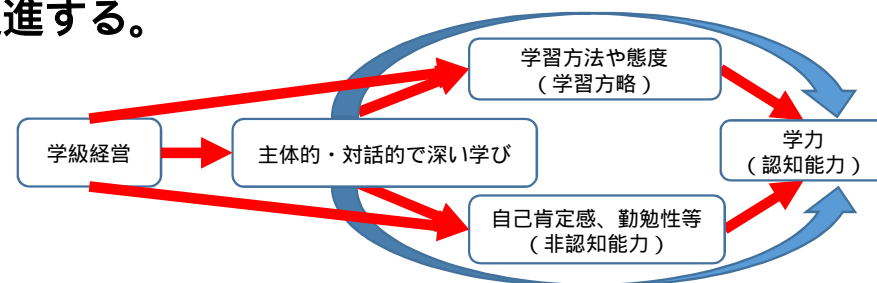 進する。
学習方法や態度
（学習方略）
学級経営
主体的・対話的で深い学び
学力
（認知能力）
自己肯定感、勤勉性等
（非認知能力）